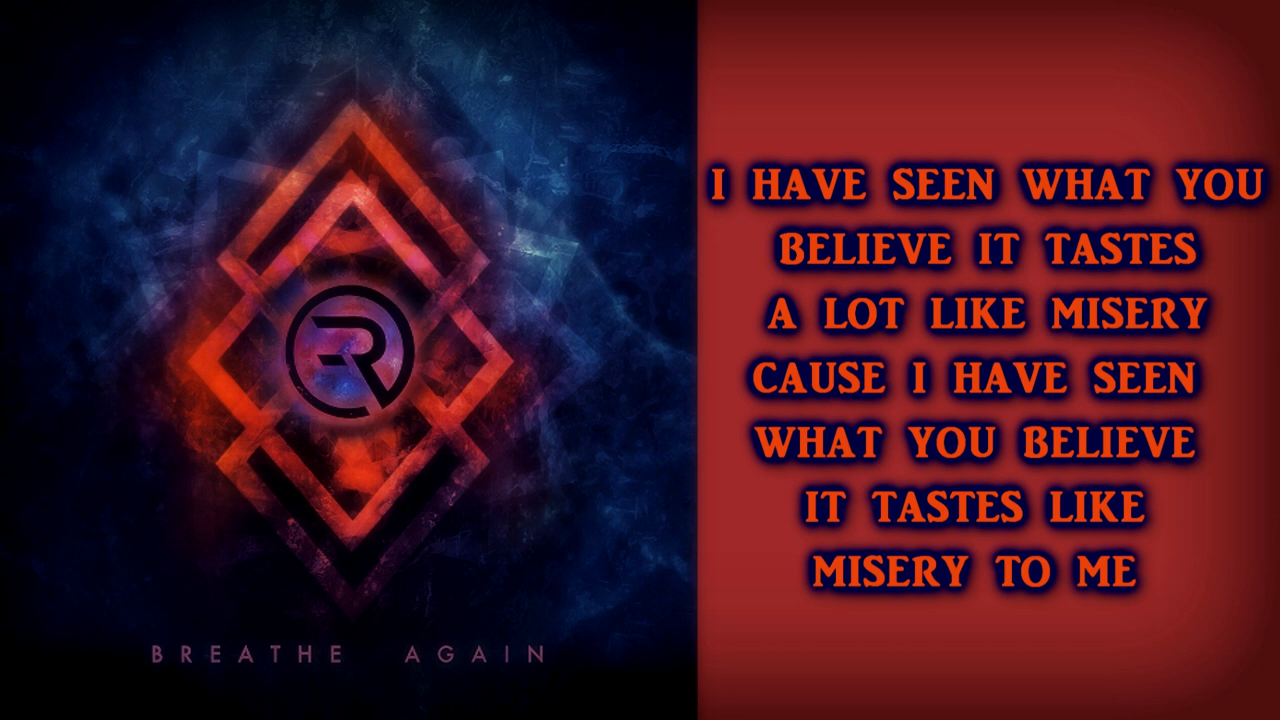 BREATHE AGAIN
I HAVE SEEN WHAT YOU
BELIEVE IT TASTES
A LOT LIKE MISERY
CAUSE I HAVE SEEN
WHAT YOU BELIEVE
IT TASTES LIKE
MISERY TO ME